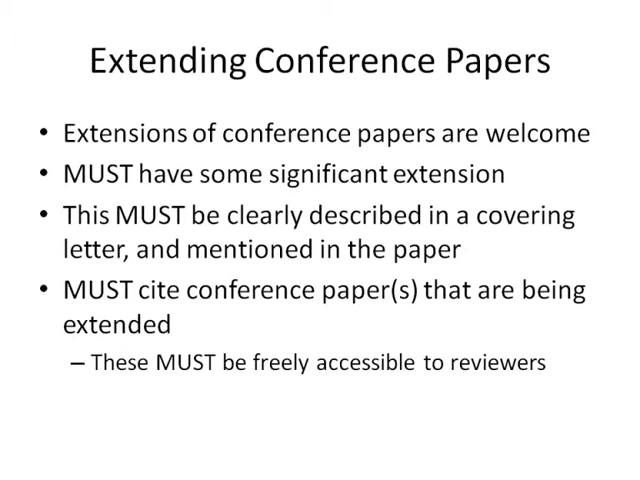 Extending Conference Papers
• Extensions of conference papers are welcome
• MUST have some significant extension
• This MUST be clearly described in a covering
letter, and mentioned in the paper
• MUST cite conference paper(s) that are being
extended
– These MUST be freely accessible to reviewers